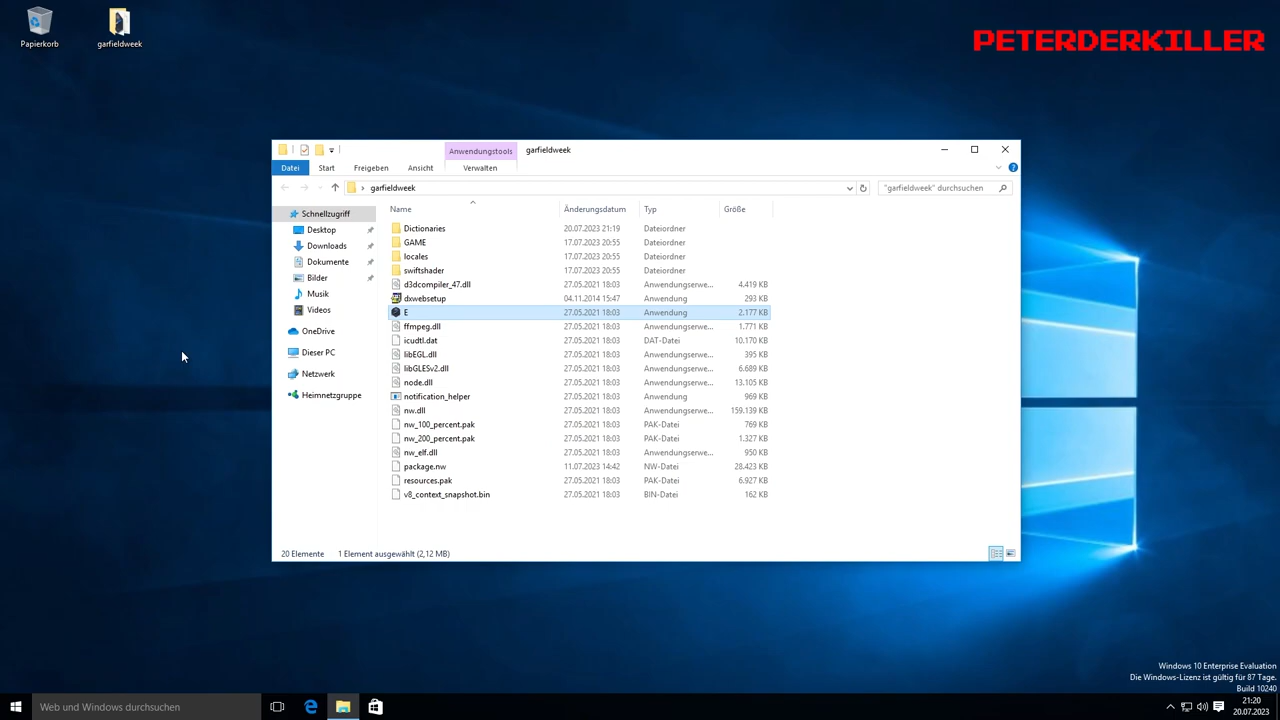 Papierkorb
garfieldweek
PETERDERKILLER
Anwendungstools
garfieldweek
Datei
Start
Freigeben
Ansicht
Verwalten
garfieldweek
"garfieldweek" durchsuchen
Schnellzugriff
Desktop
Downloads
Dokumente
Bilder
Musik
Videos
OneDrive
Dieser PC
Netzwerk
Heimnetzgruppe
Name Änderungsdatum Typ Größe
Dictionaries 20.07.2023 21:19 Dateiordner
GAME 17.07.2023 20:55 Dateiordner
locales 17.07.2023 20:55 Dateiordner
swiftshader 17.07.2023 20:55 Dateiordner
d3dcompiler_47.dll 27.05.2021 18:03 Anwendungserwe... 4.419 KB
dxwebsetup 04.11.2014 15:47 Anwendung 293 KB
E 27.05.2021 18:03 Anwendung 2.177 KB
ffmpeg.dll 27.05.2021 18:03 Anwendungserwe... 1.771 KB
icudtl.dat 27.05.2021 18:03 DAT-Datei 10.170 KB
libEGL.dll 27.05.2021 18:03 Anwendungserwe... 395 KB
libGLESv2.dll 27.05.2021 18:03 Anwendungserwe... 6.689 KB
node.dll 27.05.2021 18:03 Anwendungserwe... 13.105 KB
notification_helper 27.05.2021 18:03 Anwendung 969 KB
nw.dll 27.05.2021 18:03 Anwendungserwe... 159.139 KB
nw_100_percent.pak 27.05.2021 18:03 PAK-Datei 769 KB
nw_200_percent.pak 27.05.2021 18:03 PAK-Datei 1.327 KB
nw_elf.dll 27.05.2021 18:03 Anwendungserwe... 950 KB
package.nw 11.07.2023 14:42 NW-Datei 28.423 KB
resources.pak 27.05.2021 18:03 PAK-Datei 6.927 KB
v8_context_snapshot.bin 27.05.2021 18:03 BIN-Datei 162 KB
20 Elemente 1 Element ausgewählt (2,12 MB)
Windows 10 Enterprise Evaluation
Die Windows-Lizenz ist gültig für 87 Tage.
Build 10240
Web und Windows durchsuchen
21:20
20.07.2023